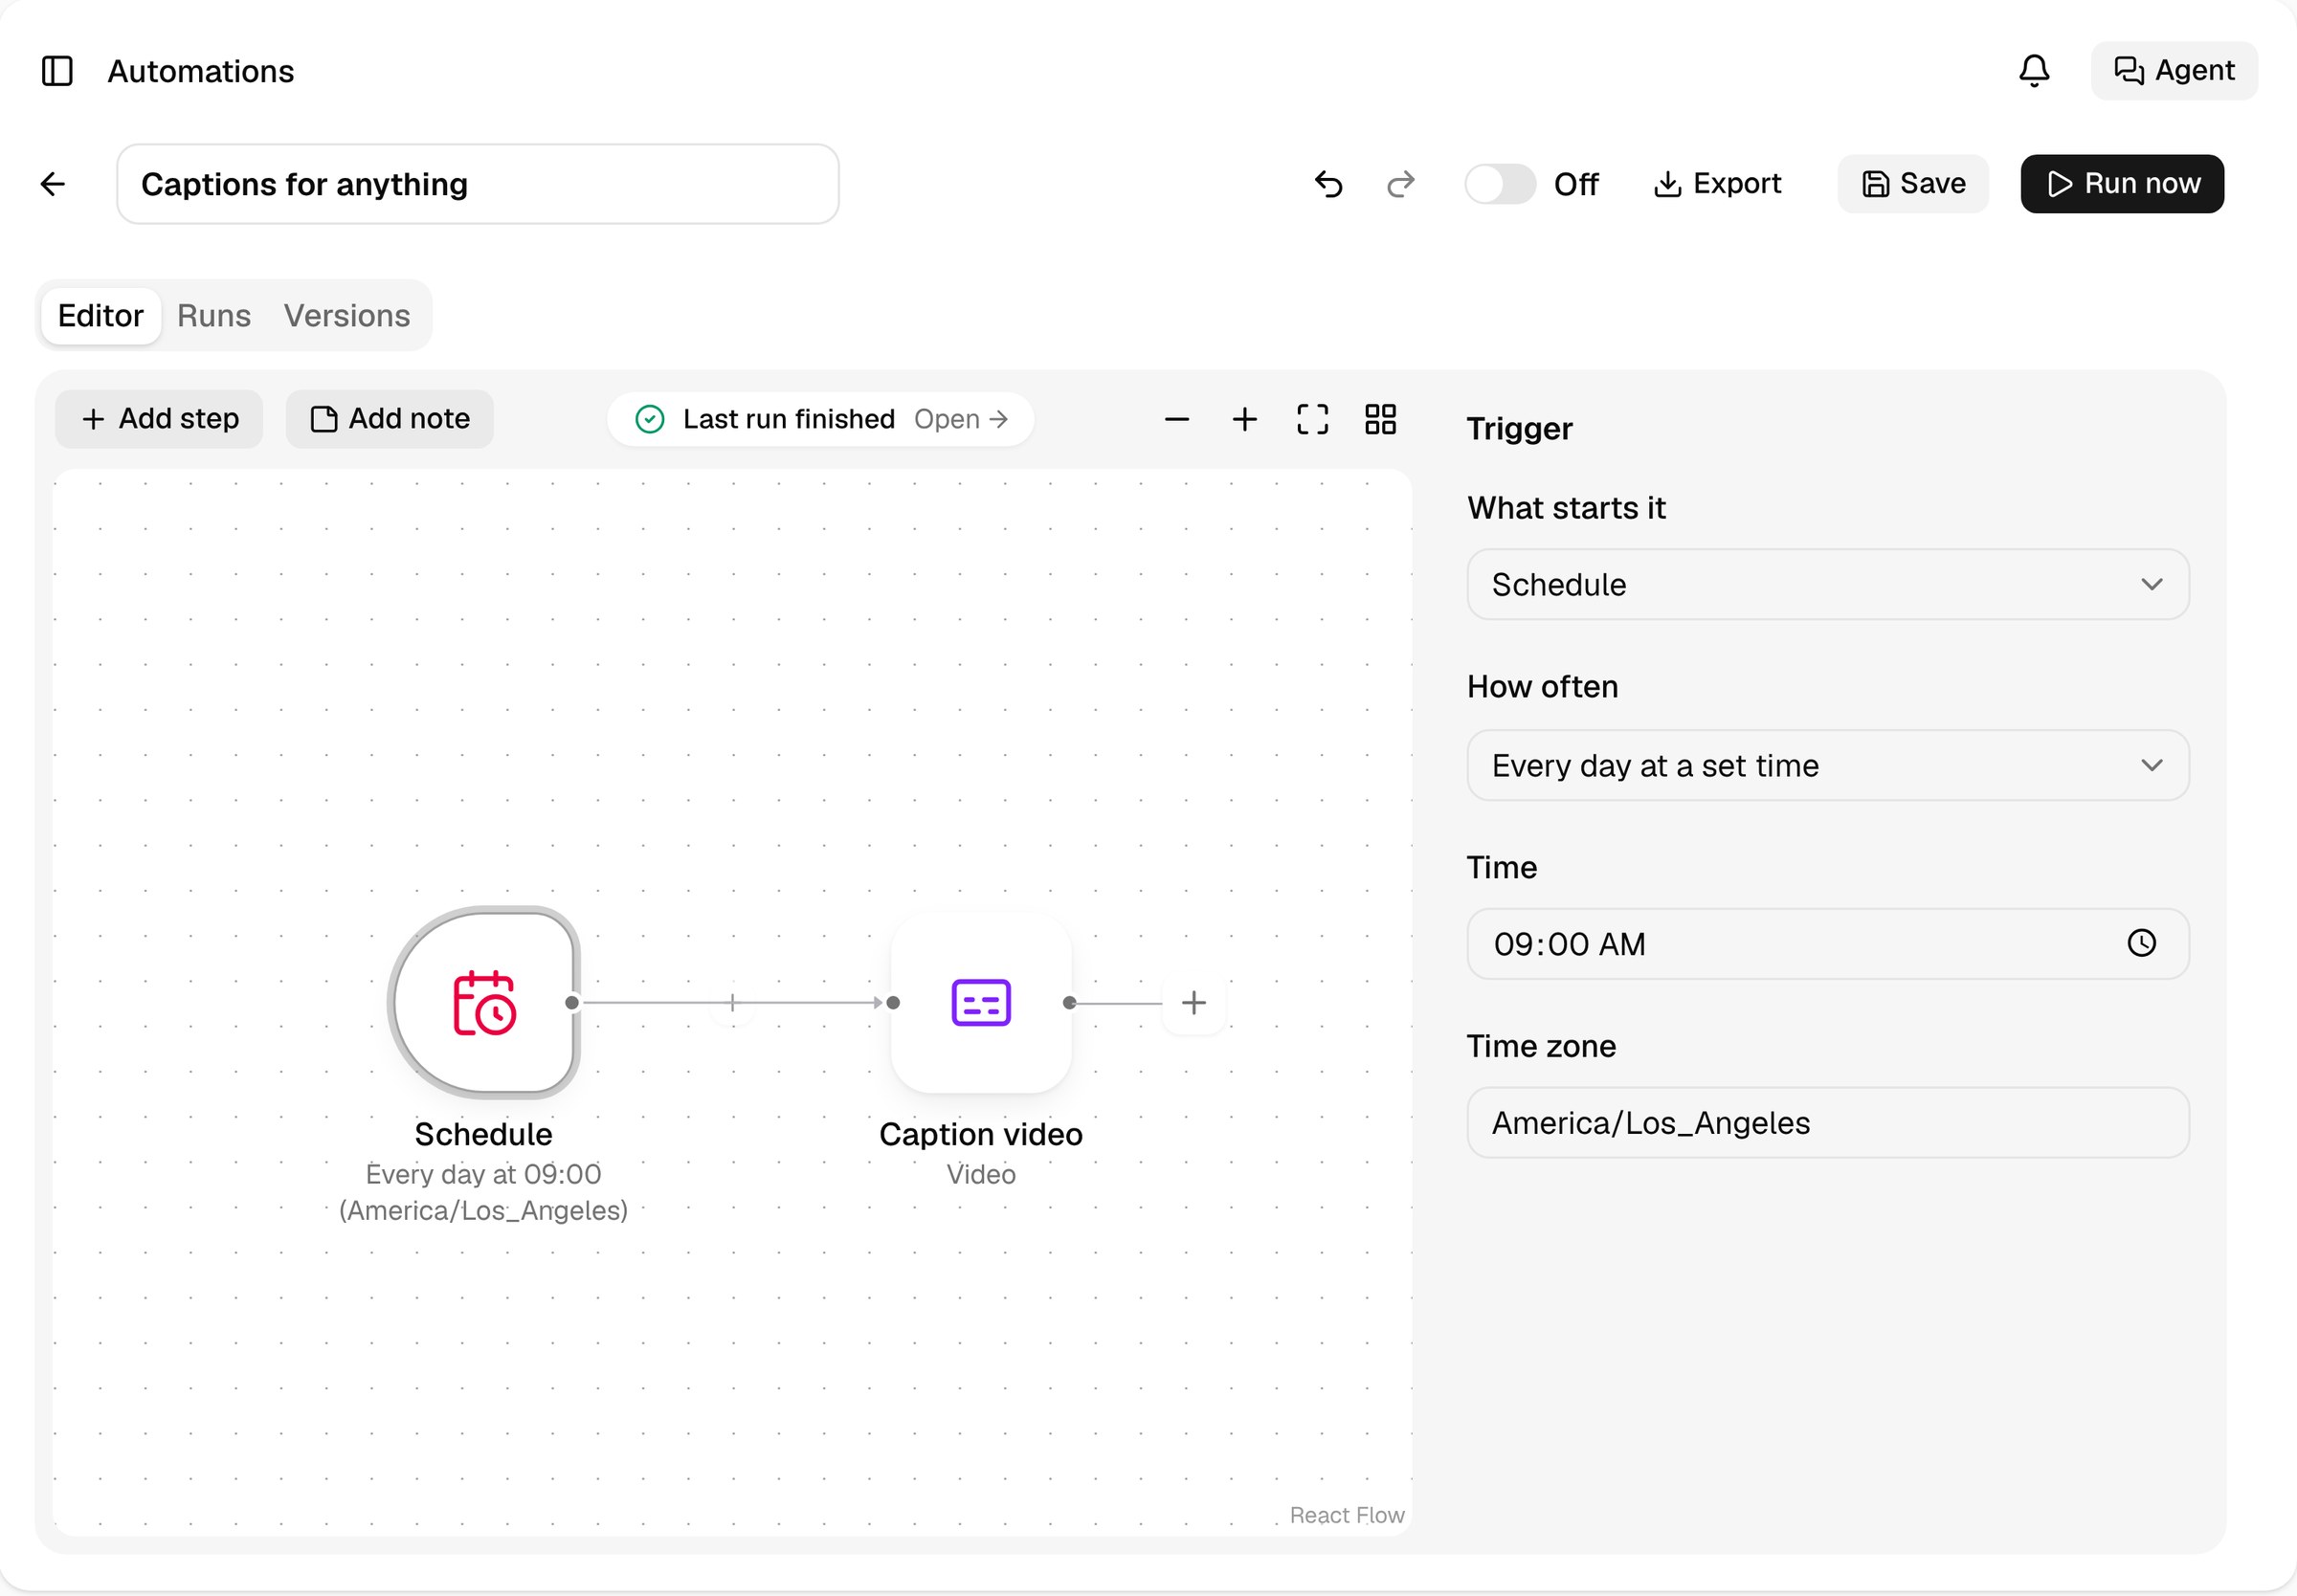 Automations
Agent
Captions for anything
Off
Export
Save
Run now
Editor
Runs
Versions
Add step
Add note
Last run finished
Open
Trigger
What starts it
Schedule
How often
Every day at a set time
Time
09:00 AM
Time zone
America/Los_Angeles
Schedule
Every day at 09:00
(America/Los_Angeles)
Caption video
Video
React Flow